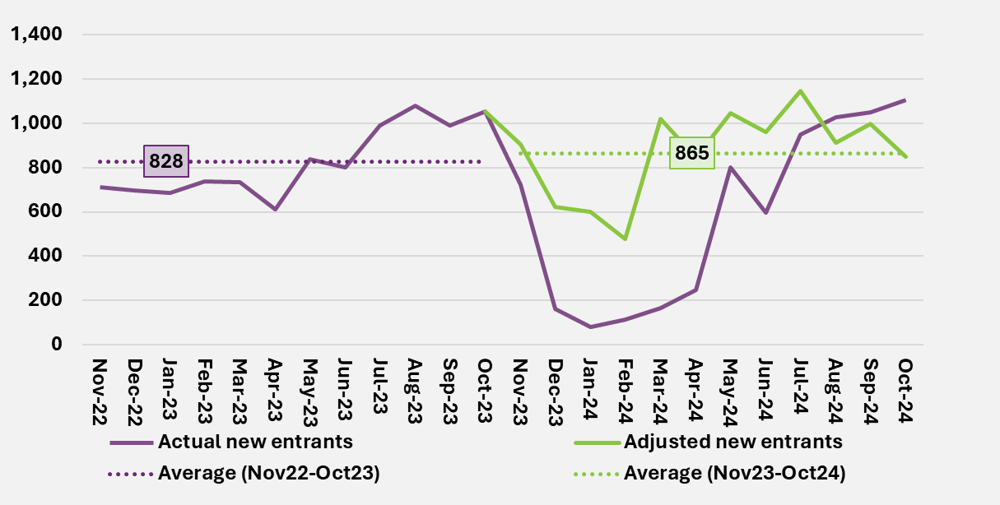 1,400
1,200
1,000
800
600
400
200
0
828
865
Nov-22
Dec-22
Jan-23
Feb-23
Mar-23
Apr-23
May-23
Jun-23
Jul-23
Aug-23
Sep-23
Oct-23
Nov-23
Dec-23
Jan-24
Feb-24
Mar-24
Apr-24
May-24
Jun-24
Jul-24
Aug-24
Sep-24
Oct-24
Actual new entrants
Adjusted new entrants
Average (Nov22-Oct23)
Average (Nov23-Oct24)